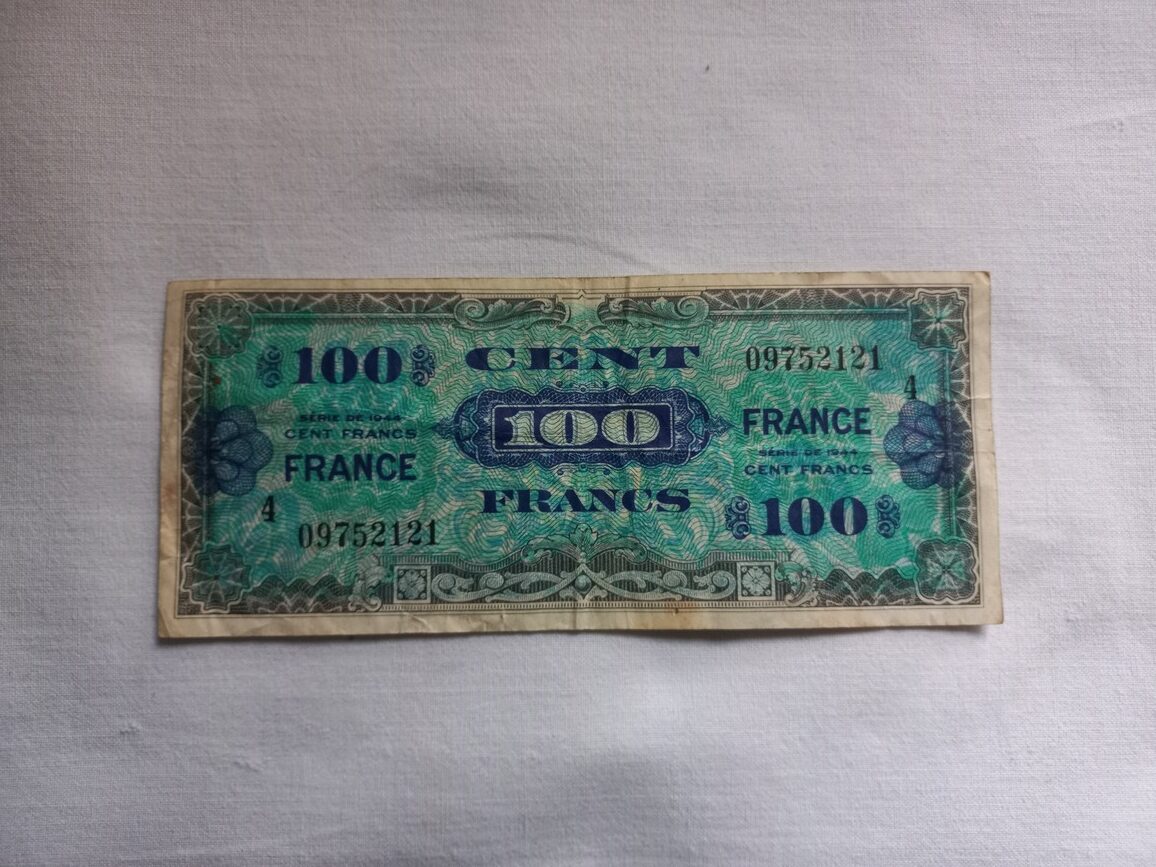 100
CENT
09752121
4
SÉRIE DE 1944
CENT FRANCS
FRANCE
100
FRANCE
SÉRIE DE 1944
CENT FRANCS
4
09752121
FRANCS
100